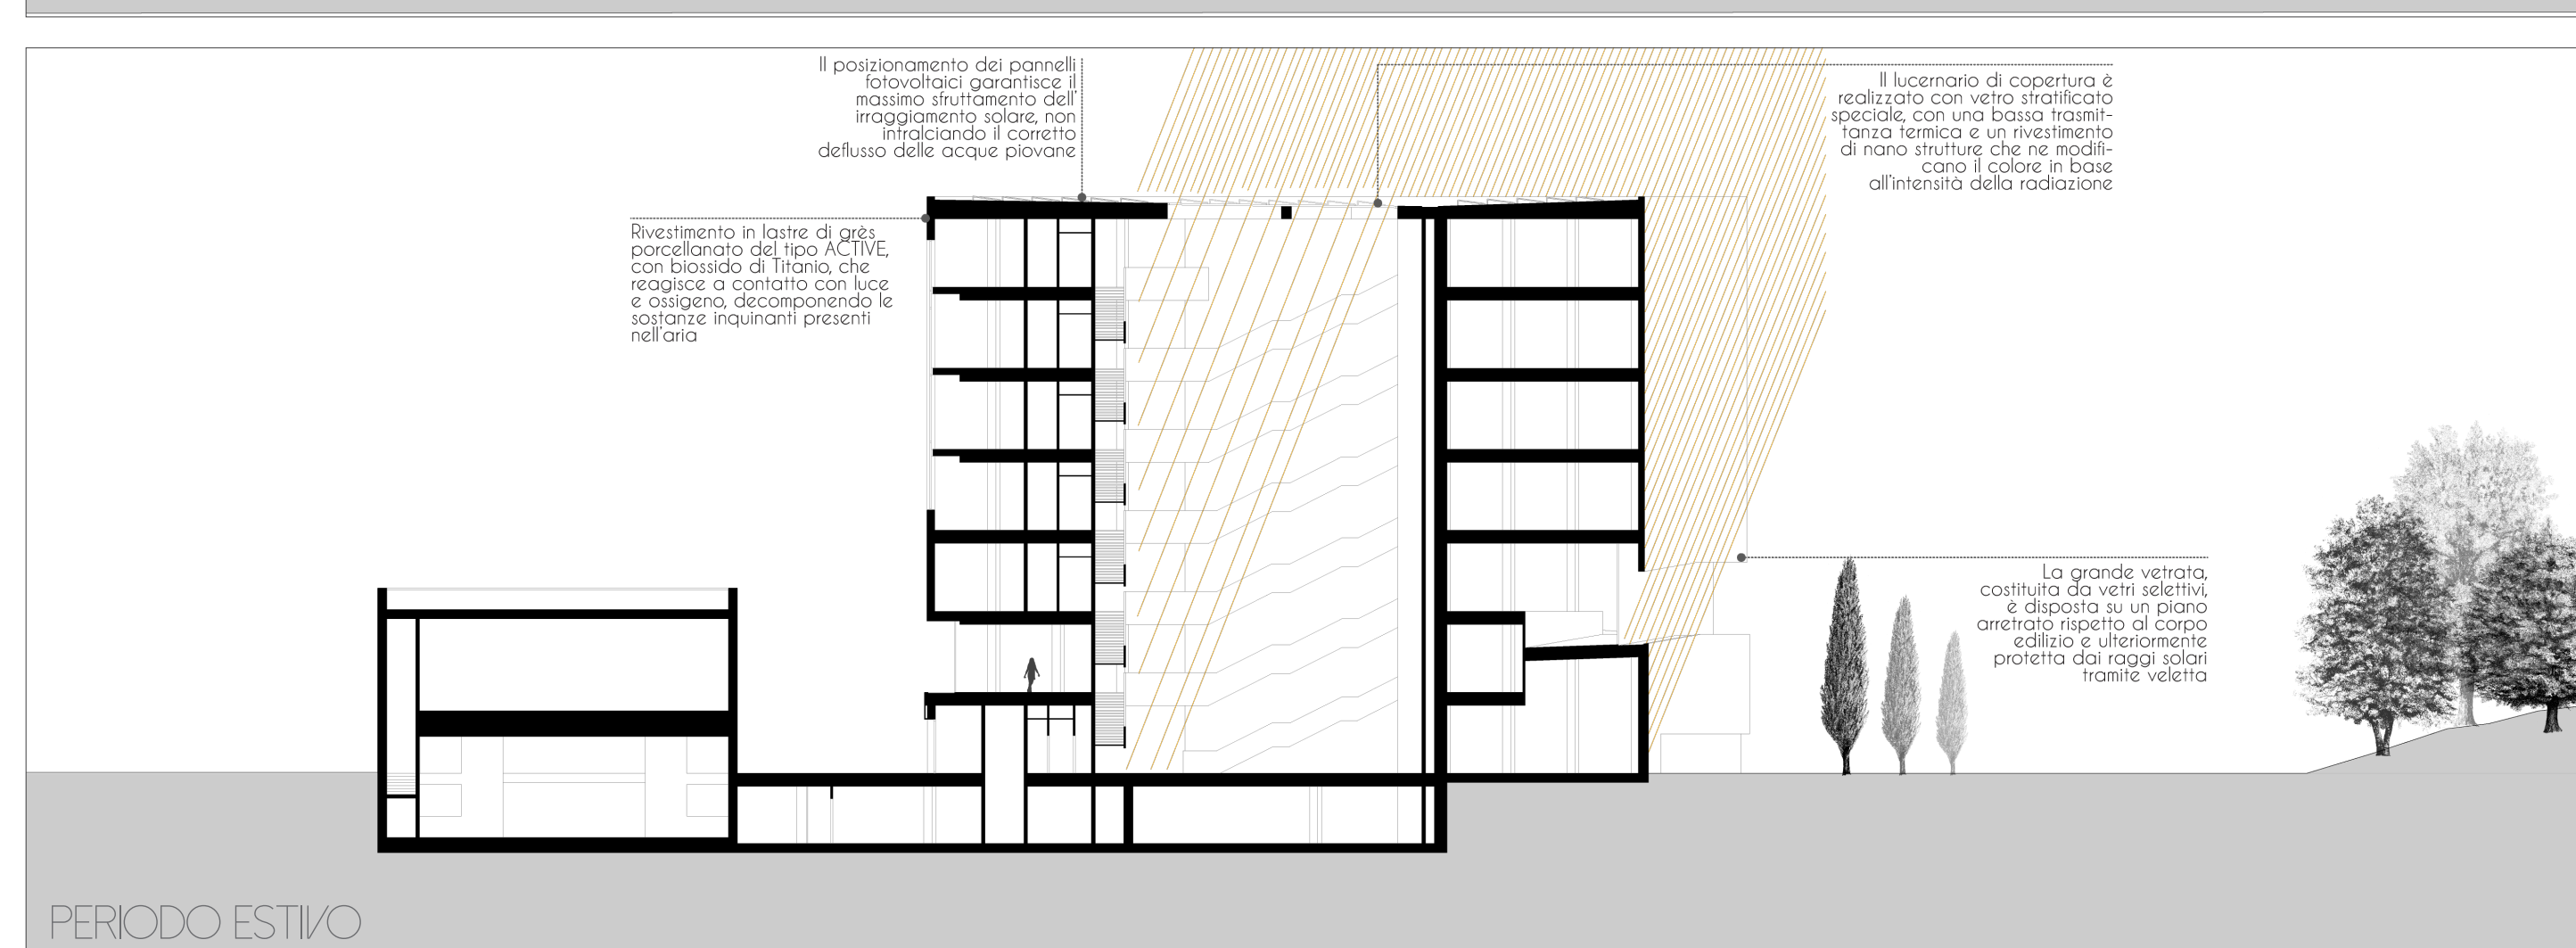 Il posizionamento dei pannelli
fotovoltaici garantisce il
massimo sfruttamento dell'
irraggiamento solare, non
intralciando il corretto
deflusso delle acque piovane
Il lucernario di copertura è
realizzato con vetro stratificato
speciale, con una bassa trasmit-
tanza termica e un rivestimento
di nano strutture che ne modifi-
cano il colore in base
all'intensità della radiazione
Rivestimento in lastre di grès
porcellanato del tipo ACTIVE,
con biossido di Titanio, che
reagisce a contatto con luce
e ossigeno, decomponendo le
sostanze inquinanti presenti
nell'aria
La grande vetrata,
costituita da vetri selettivi,
è disposta su un piano
arretrato rispetto al corpo
edilizio e ulteriormente
protetta dai raggi solari
tramite veletta
PERIODO ESTIVO